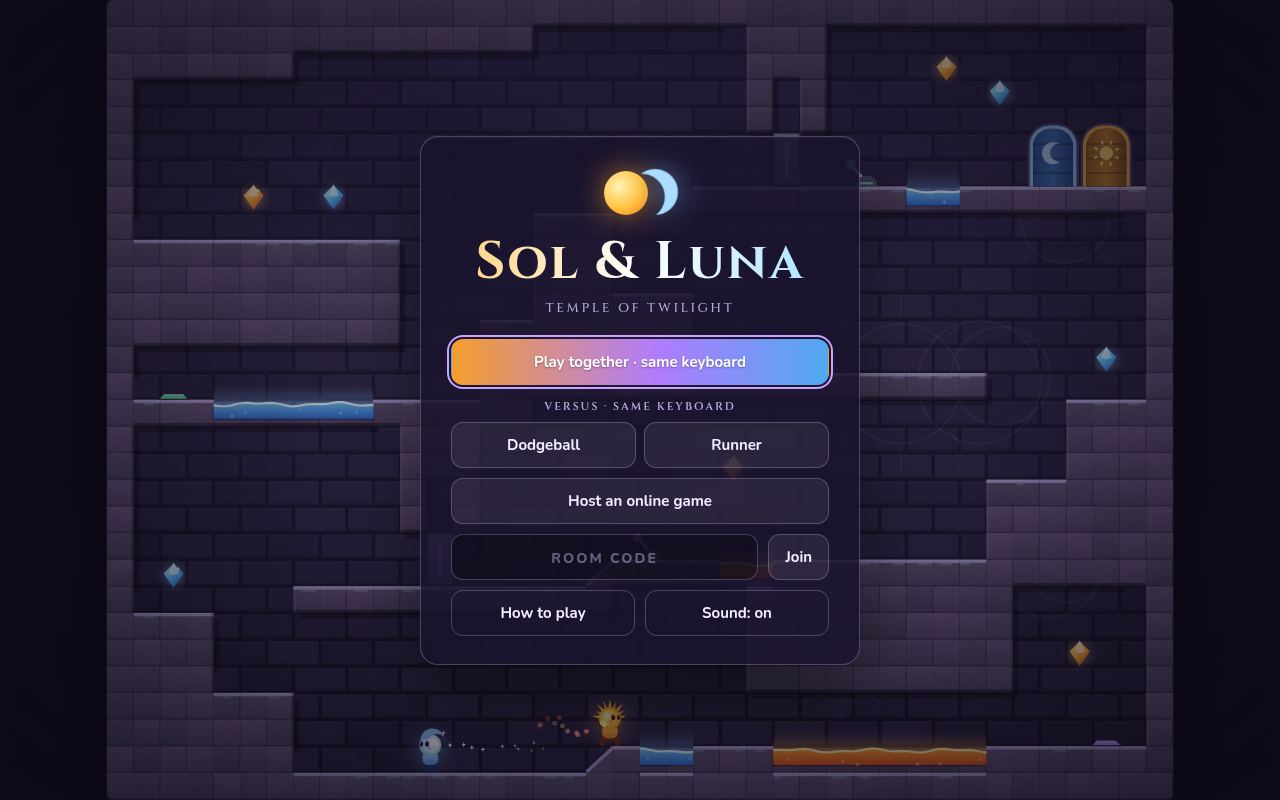 Sol & Luna
TEMPLE OF TWILIGHT
Play together · same keyboard
VERSUS · SAME KEYBOARD
Dodgeball
Runner
Host an online game
ROOM CODE
Join
How to play
Sound: on